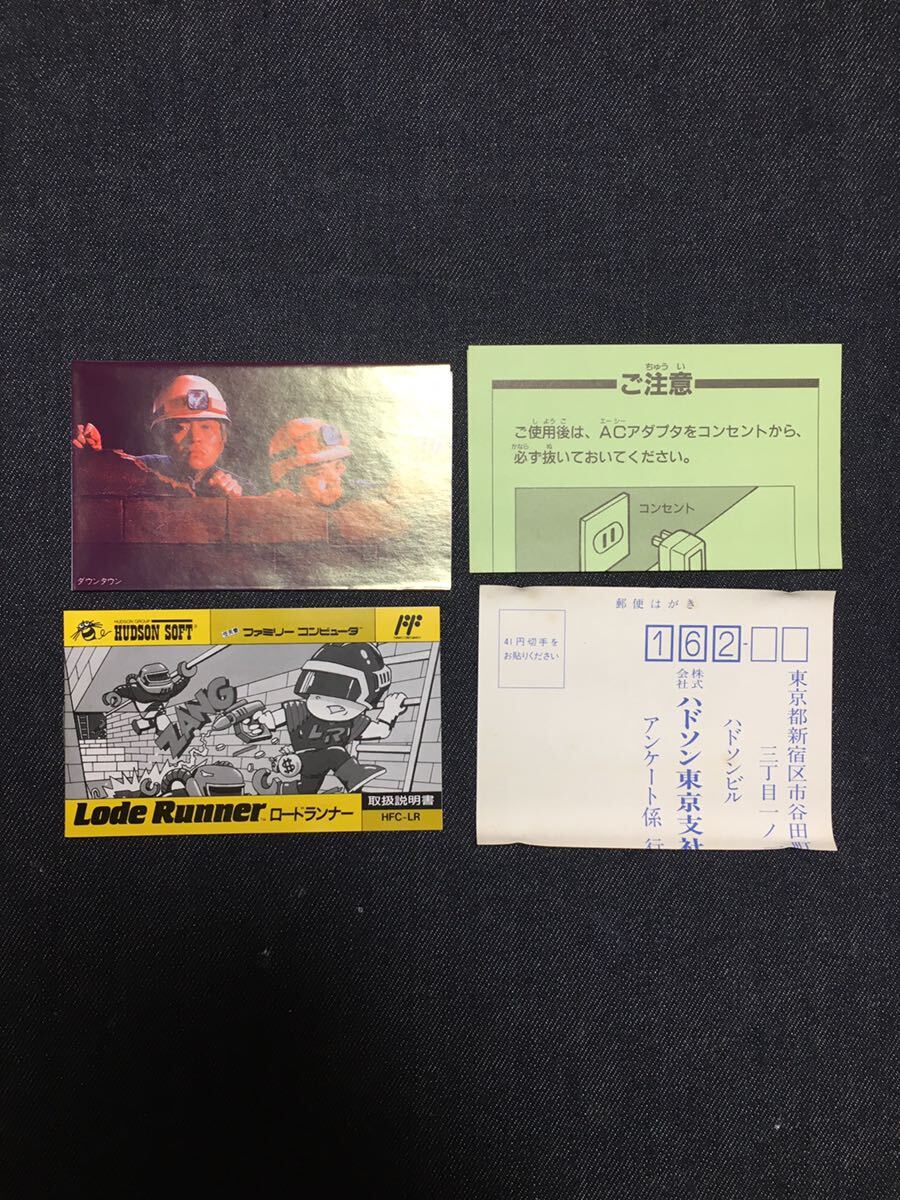 ダウンタウン
ちゅう い
ご注意
し よう ご
エーシー
ご使用後は、ACアダプタをコンセントから、
かなら ぬ
必ず抜いておいてください。
コンセント
HUDSON GROUP
HUDSON SOFT®
ファミリー コンピュータ™
ZANG
LR
$
Lode Runner™ ロードランナー
取扱説明書
HFC-LR
郵便はがき
41円切手を
お貼りください
162-
東京都新宿区市谷田町
三丁目一ノ
ハドソンビル
株式会社 ハドソン東京支社
アンケート係 行